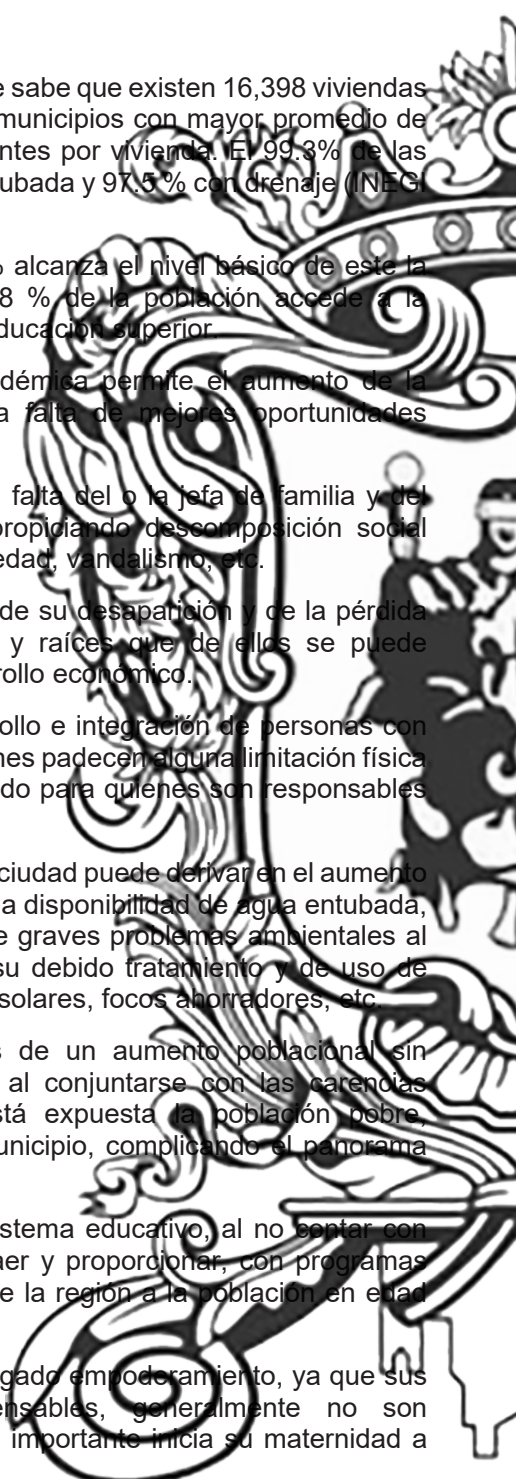 e sabe que existen 16,398 viviendas
municipios con mayor promedio de
ntes por vivienda. El 99.3% de las
ubada y 97.5 % con drenaje (INEGI
alcanza el nivel básico de este la
8 % de la población accede a la
ducación superior.
démica permite el aumento de la
a falta de mejores oportunidades
falta del o la jefa de familia y del
propiciando descomposición social
edad, vandalismo, etc.
de su desaparición y de la pérdida
y raíces que de ellos se puede
rollo económico.
ollo e integración de personas con
nes padecen alguna limitación física
do para quienes son responsables
ciudad puede derivar en el aumento
a disponibilidad de agua entubada,
e graves problemas ambientales al
su debido tratamiento y de uso de
solares, focos ahorradores, etc.
s de un aumento poblacional sin
al conjuntarse con las carencias
stá expuesta la población pobre,
unicipio, complicando el panorama
stema educativo, al no contar con
aer y proporcionar, con programas
e la región a la población en edad
gado empoderamiento, ya que sus
ensables, generalmente no son
importante inicia su maternidad a